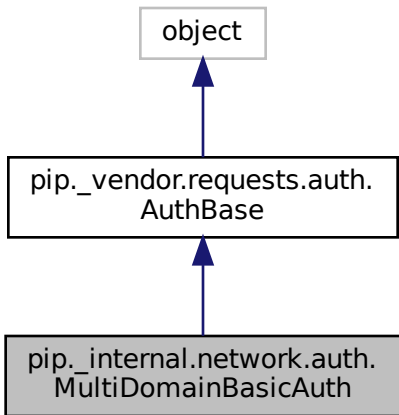 object
pip._vendor.requests.auth.
AuthBase
pip._internal.network.auth.
MultiDomainBasicAuth